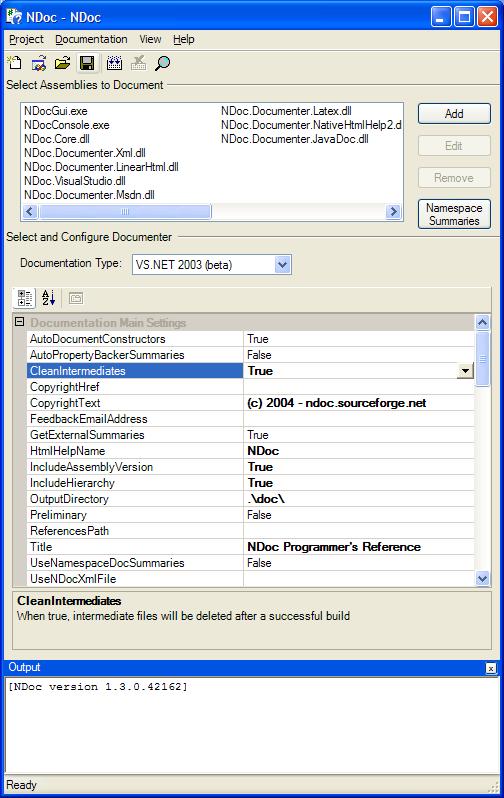 NDoc - NDoc
Project Documentation View Help
Select Assemblies to Document
NDocGui.exe
NDocConsole.exe
NDoc.Core.dll
NDoc.Documenter.Xml.dll
NDoc.Documenter.LinearHtml.dll
NDoc.VisualStudio.dll
NDoc.Documenter.Msdn.dll
NDoc.Documenter.Latex.dll
NDoc.Documenter.NativeHtmlHelp2.d
NDoc.Documenter.JavaDoc.dll
Add
Edit
Remove
Namespace
Summaries
Select and Configure Documenter
Documentation Type: VS.NET 2003 (beta)
Documentation Main Settings
AutoDocumentConstructors True
AutoPropertyBackerSummaries False
CleanIntermediates True
CopyrightHref
CopyrightText (c) 2004 - ndoc.sourceforge.net
FeedbackEmailAddress
GetExternalSummaries True
HtmlHelpName NDoc
IncludeAssemblyVersion True
IncludeHierarchy True
OutputDirectory .\doc\
Preliminary False
ReferencesPath
Title NDoc Programmer's Reference
UseNamespaceDocSummaries False
UseNDocXmlFile
CleanIntermediates
When true, intermediate files will be deleted after a successful build
Output
[NDoc version 1.3.0.42162]
Ready